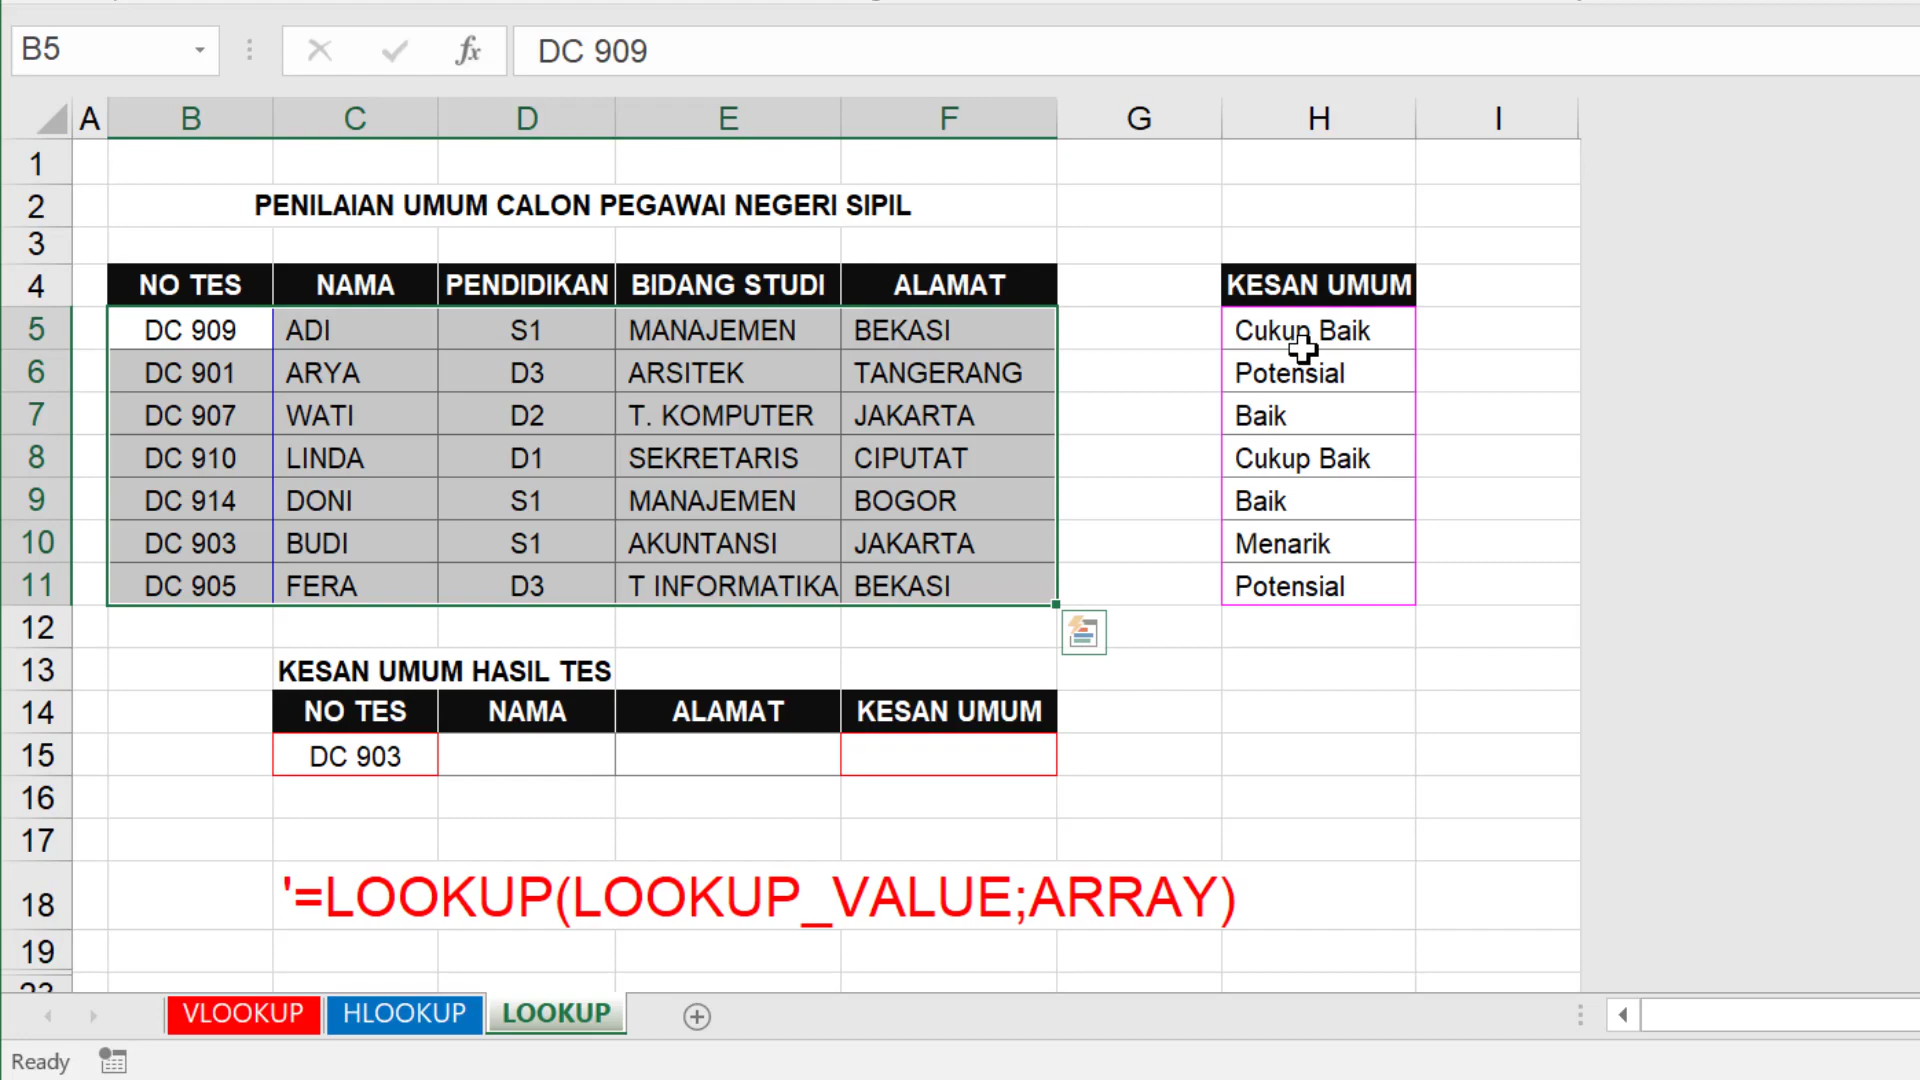 B5 fx DC 909
A B C D E F G H I
1
2 PENILAIAN UMUM CALON PEGAWAI NEGERI SIPIL
3
4 NO TES NAMA PENDIDIKAN BIDANG STUDI ALAMAT KESAN UMUM
5 DC 909 ADI S1 MANAJEMEN BEKASI Cukup Baik
6 DC 901 ARYA D3 ARSITEK TANGERANG Potensial
7 DC 907 WATI D2 T. KOMPUTER JAKARTA Baik
8 DC 910 LINDA D1 SEKRETARIS CIPUTAT Cukup Baik
9 DC 914 DONI S1 MANAJEMEN BOGOR Baik
10 DC 903 BUDI S1 AKUNTANSI JAKARTA Menarik
11 DC 905 FERA D3 T INFORMATIKA BEKASI Potensial
12
13 KESAN UMUM HASIL TES
14 NO TES NAMA ALAMAT KESAN UMUM
15 DC 903
16
17
18 '=LOOKUP(LOOKUP_VALUE;ARRAY)
19
VLOOKUP HLOOKUP LOOKUP
Ready